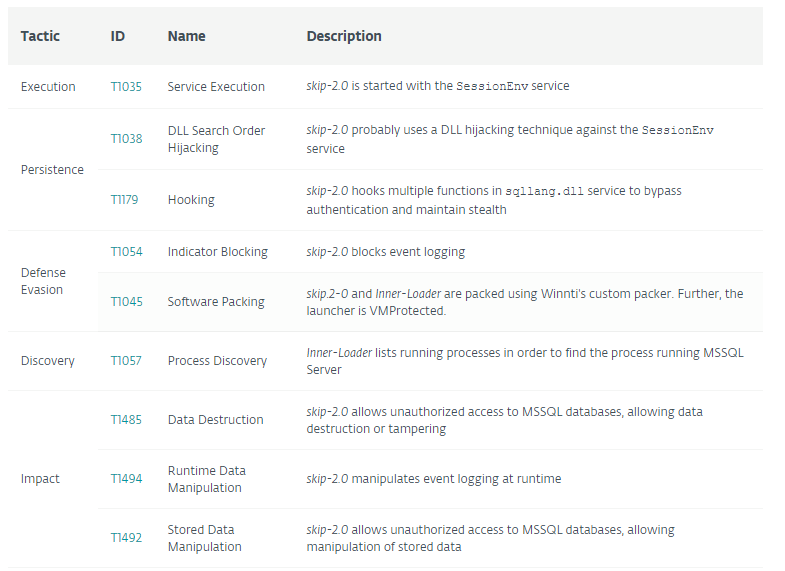 Tactic ID Name Description
Execution T1035 Service Execution skip-2.0 is started with the SessionEnv service
Persistence
T1038 DLL Search Order
Hijacking
skip-2.0 probably uses a DLL hijacking technique against the SessionEnv
service
T1179 Hooking
skip-2.0 hooks multiple functions in sqllang.dll service to bypass
authentication and maintain stealth
Defense
Evasion
T1054 Indicator Blocking skip-2.0 blocks event logging
T1045 Software Packing
skip.2-0 and Inner-Loader are packed using Winnti's custom packer. Further, the
launcher is VMProtected.
Discovery T1057 Process Discovery
Inner-Loader lists running processes in order to find the process running MSSQL
Server
Impact
T1485 Data Destruction
skip-2.0 allows unauthorized access to MSSQL databases, allowing data
destruction or tampering
T1494 Runtime Data
Manipulation
skip-2.0 manipulates event logging at runtime
T1492 Stored Data
Manipulation
skip-2.0 allows unauthorized access to MSSQL databases, allowing
manipulation of stored data